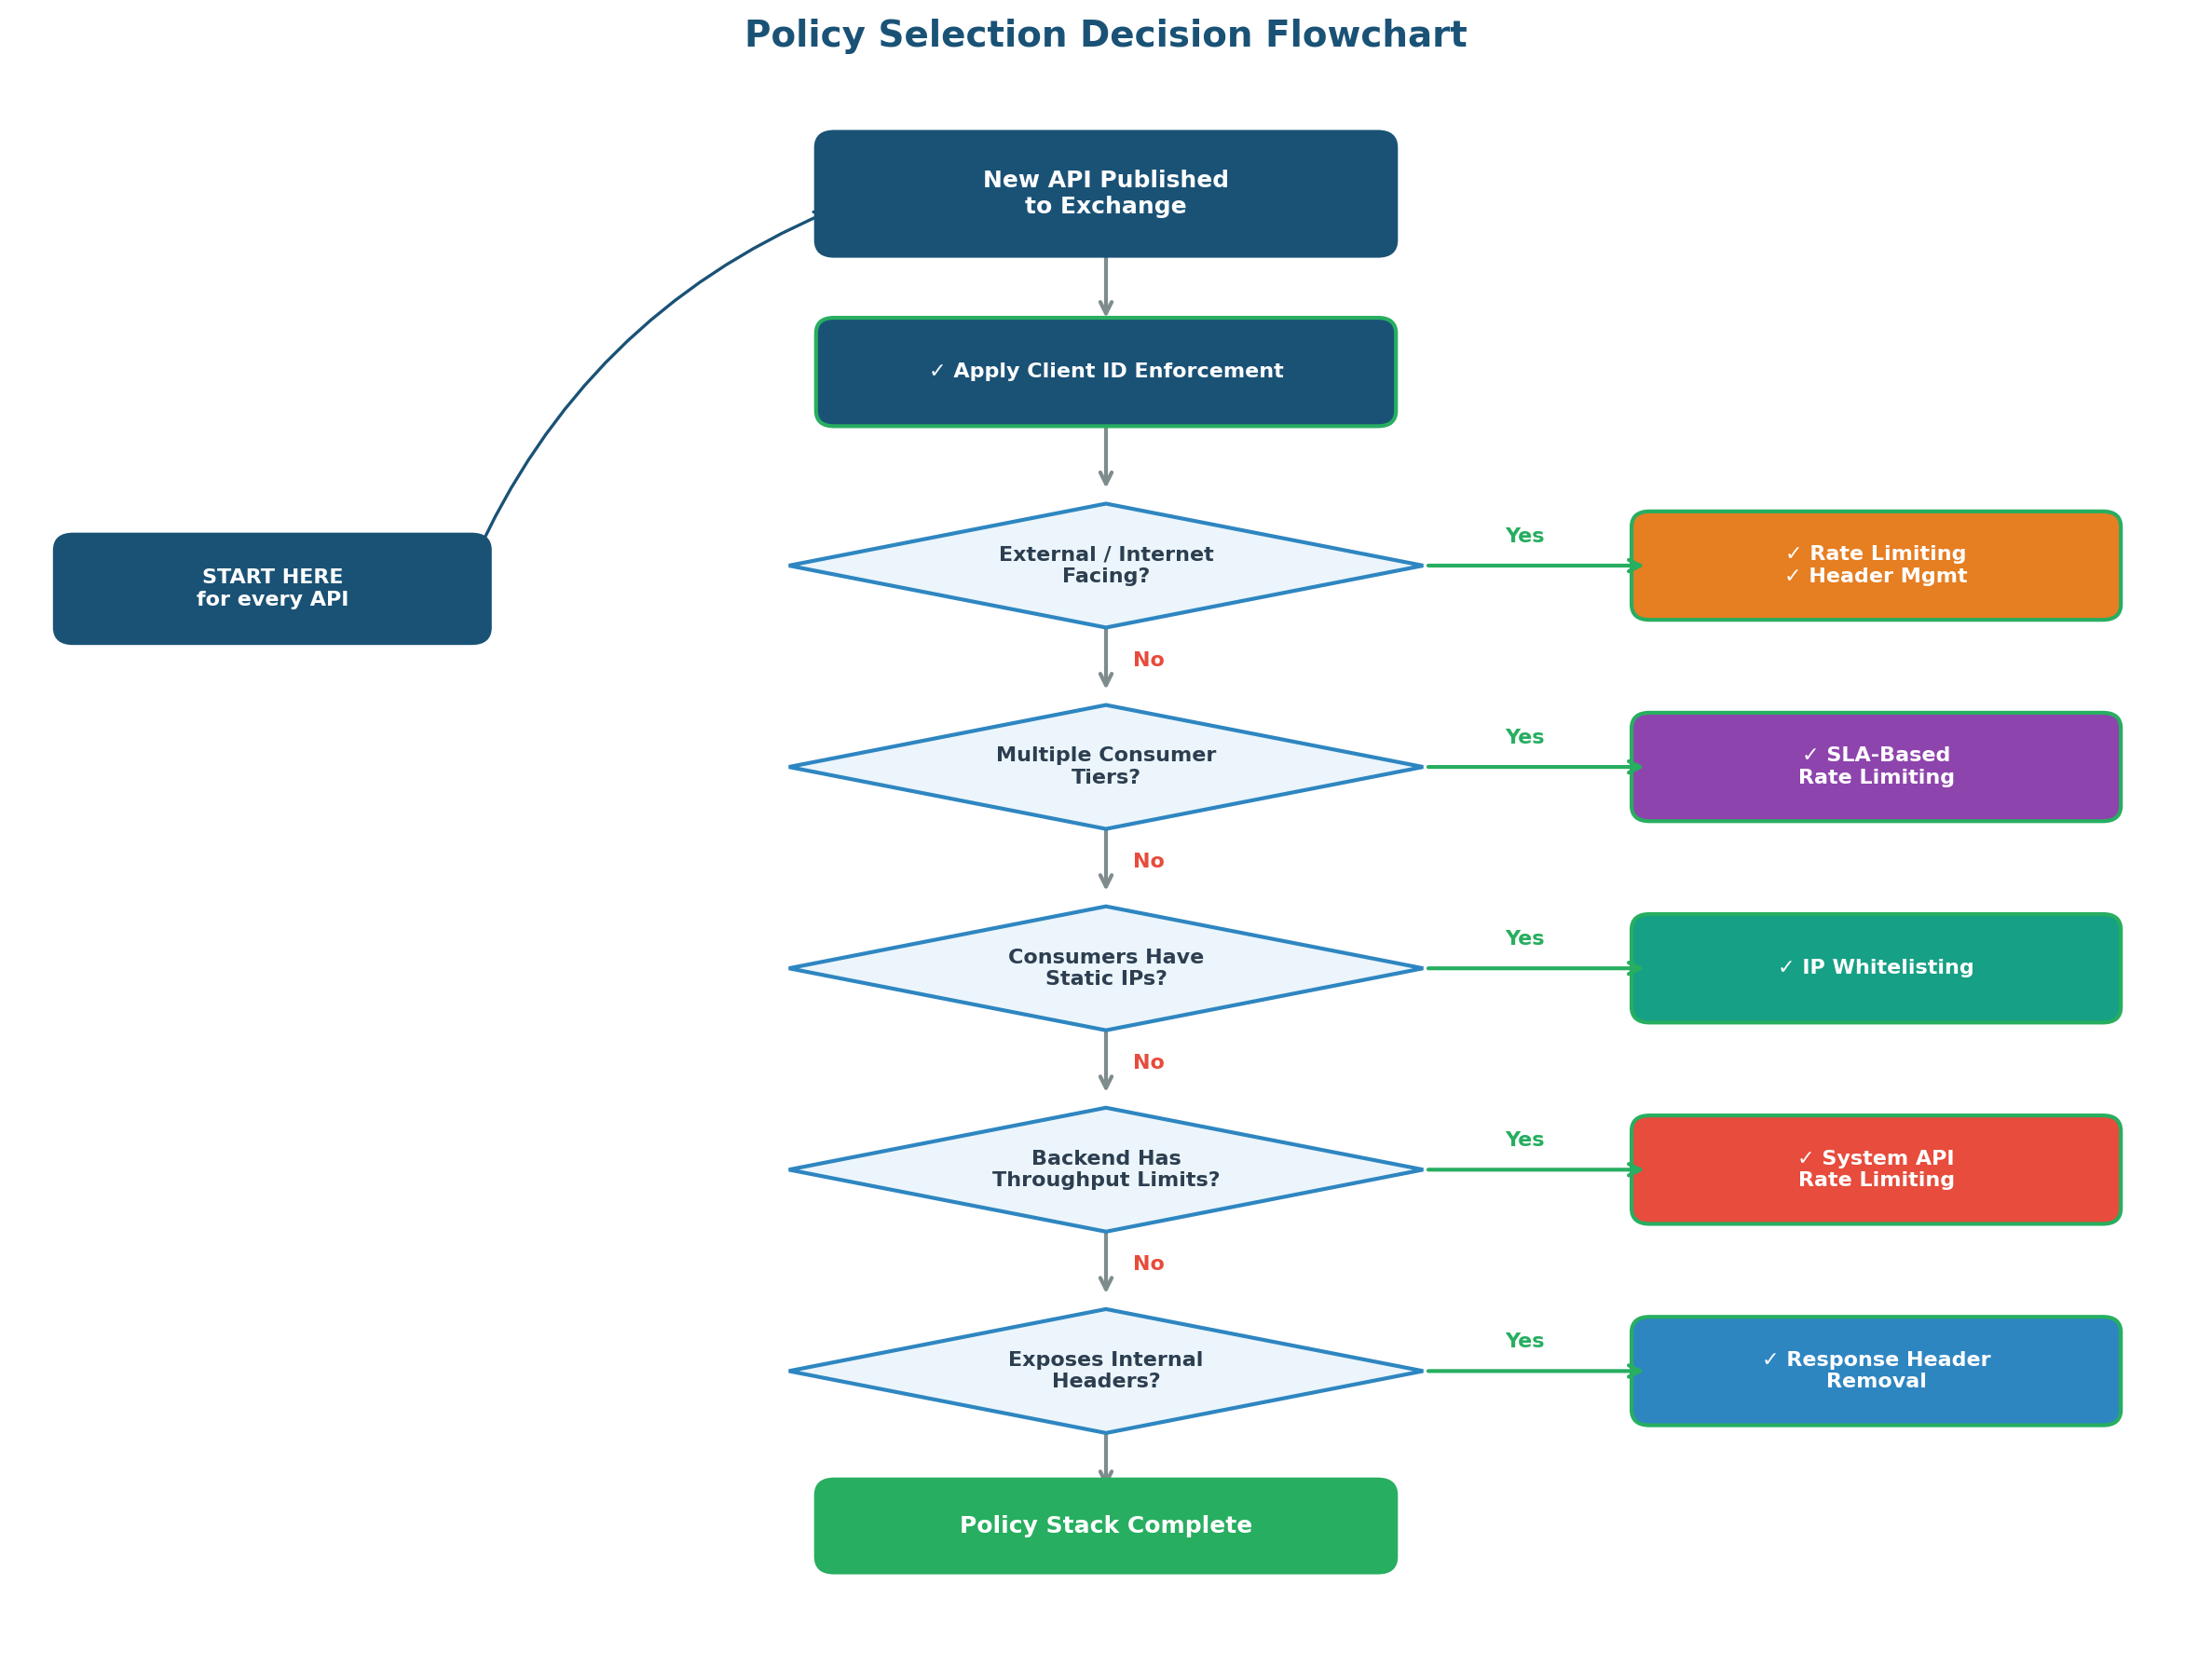 Policy Selection Decision Flowchart
New API Published
to Exchange
✓ Apply Client ID Enforcement
START HERE
for every API
External / Internet
Facing?
Yes
✓ Rate Limiting
✓ Header Mgmt
No
Multiple Consumer
Tiers?
Yes
✓ SLA-Based
Rate Limiting
No
Consumers Have
Static IPs?
Yes
✓ IP Whitelisting
No
Backend Has
Throughput Limits?
Yes
✓ System API
Rate Limiting
No
Exposes Internal
Headers?
Yes
✓ Response Header
Removal
Policy Stack Complete